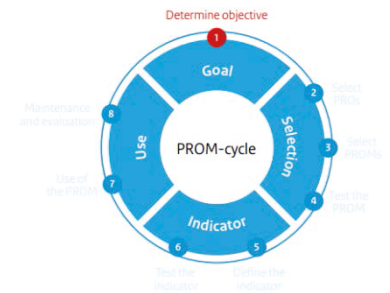 Determine objective
1
Goal
2
Select
PROs
Selection
3
Select
PROMs
4
Test the
PROM
Indicator
5
Define the
indicator
6
Test the
indicator
Use
7
Use of
the PROM
8
Maintenance
and evaluation
PROM-cycle